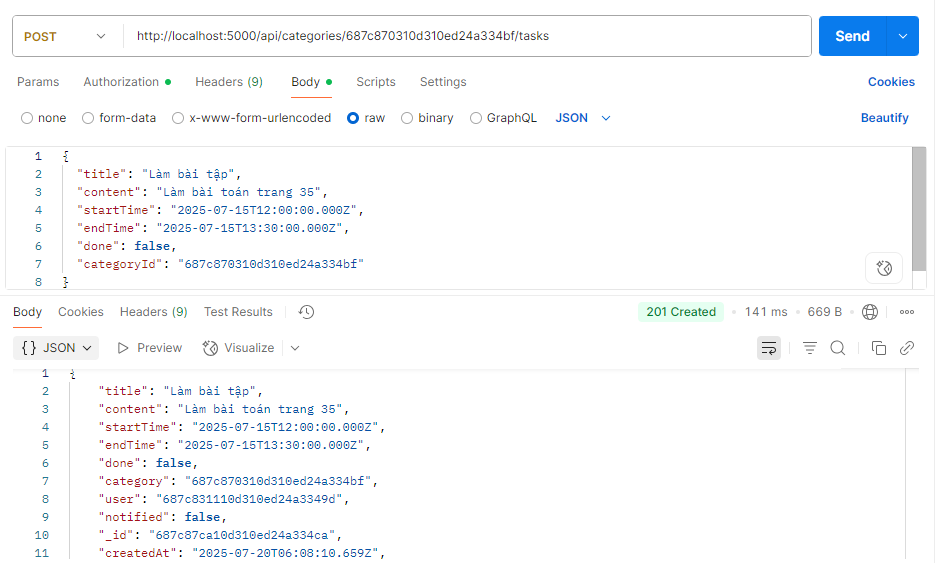 POST http://localhost:5000/api/categories/687c870310d310ed24a334bf/tasks Send
Params Authorization Headers (9) Body Scripts Settings Cookies
none form-data x-www-form-urlencoded raw binary GraphQL JSON Beautify
1 {
2 "title": "Làm bài tập",
3 "content": "Làm bài toán trang 35",
4 "startTime": "2025-07-15T12:00:00.000Z",
5 "endTime": "2025-07-15T13:30:00.000Z",
6 "done": false,
7 "categoryId": "687c870310d310ed24a334bf"
8 }
Body Cookies Headers (9) Test Results 201 Created 141 ms 669 B
{} JSON Preview Visualize
1 {
2 "title": "Làm bài tập",
3 "content": "Làm bài toán trang 35",
4 "startTime": "2025-07-15T12:00:00.000Z",
5 "endTime": "2025-07-15T13:30:00.000Z",
6 "done": false,
7 "category": "687c870310d310ed24a334bf",
8 "user": "687c831110d310ed24a3349d",
9 "notified": false,
10 "_id": "687c87ca10d310ed24a334ca",
11 "createdAt": "2025-07-20T06:08:10.659Z",